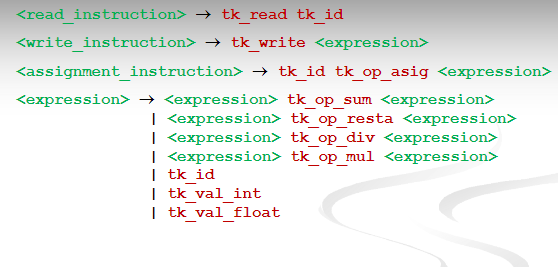 <read_instruction> → tk_read tk_id
<write_instruction> → tk_write <expression>
<assignment_instruction> → tk_id tk_op_asig <expression>
<expression> → <expression> tk_op_sum <expression>
| <expression> tk_op_resta <expression>
| <expression> tk_op_div <expression>
| <expression> tk_op_mul <expression>
| tk_id
| tk_val_int
| tk_val_float